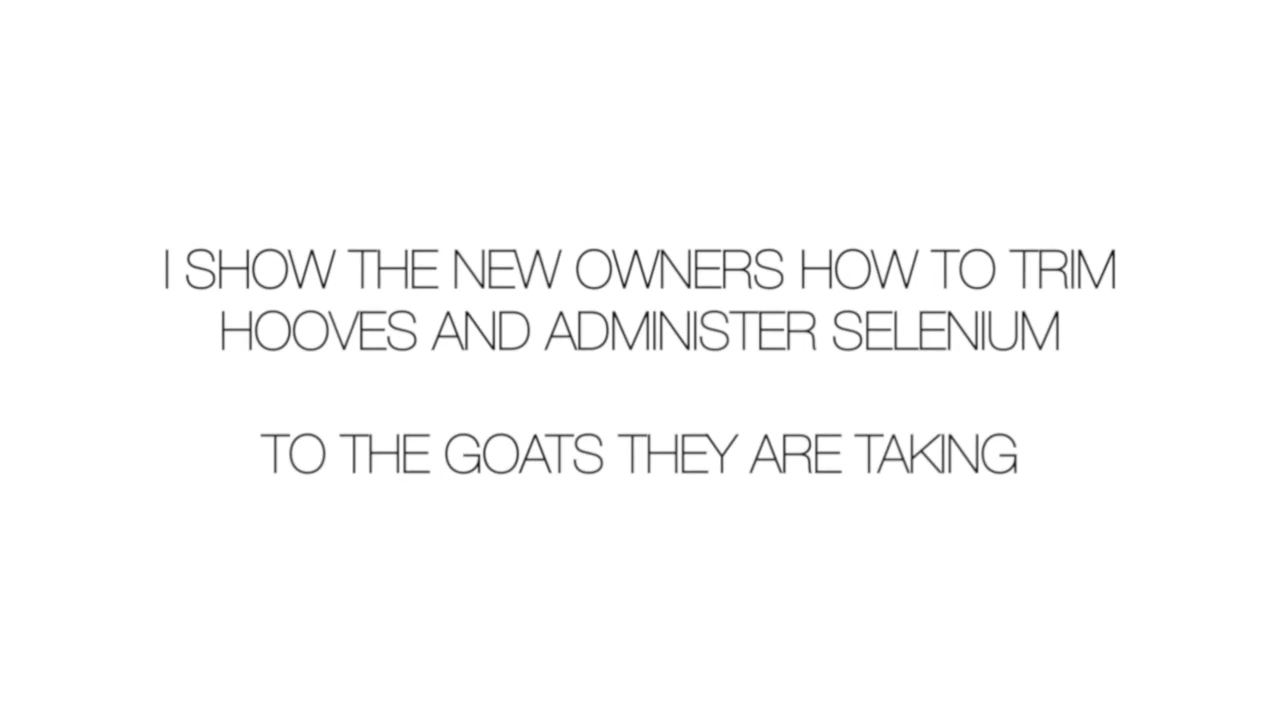 I SHOW THE NEW OWNERS HOW TO TRIM
HOOVES AND ADMINISTER SELENIUM
TO THE GOATS THEY ARE TAKING